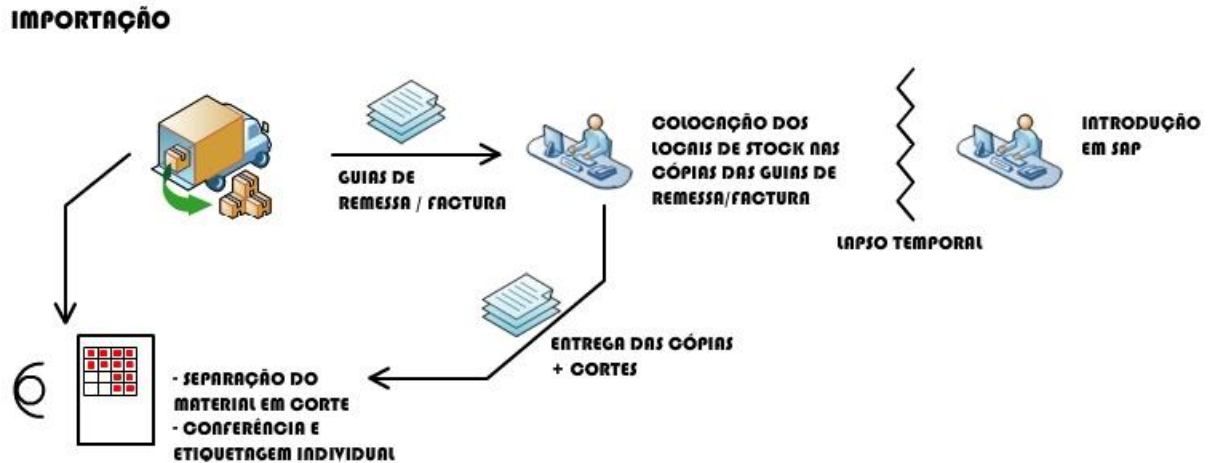 IMPORTAÇÃO
GUIAS DE
REMESSA / FACTURA
COLOCAÇÃO DOS
LOCAIS DE STOCK NAS
CÓPIAS DAS GUIAS DE
REMESSA/FACTURA
LAPSO TEMPORAL
INTRODUÇÃO
EM SAP
ENTREGA DAS CÓPIAS
+ CORTES
- SEPARAÇÃO DO
MATERIAL EM CORTE
- CONFERÊNCIA E
ETIQUETAGEM INDIVIDUAL